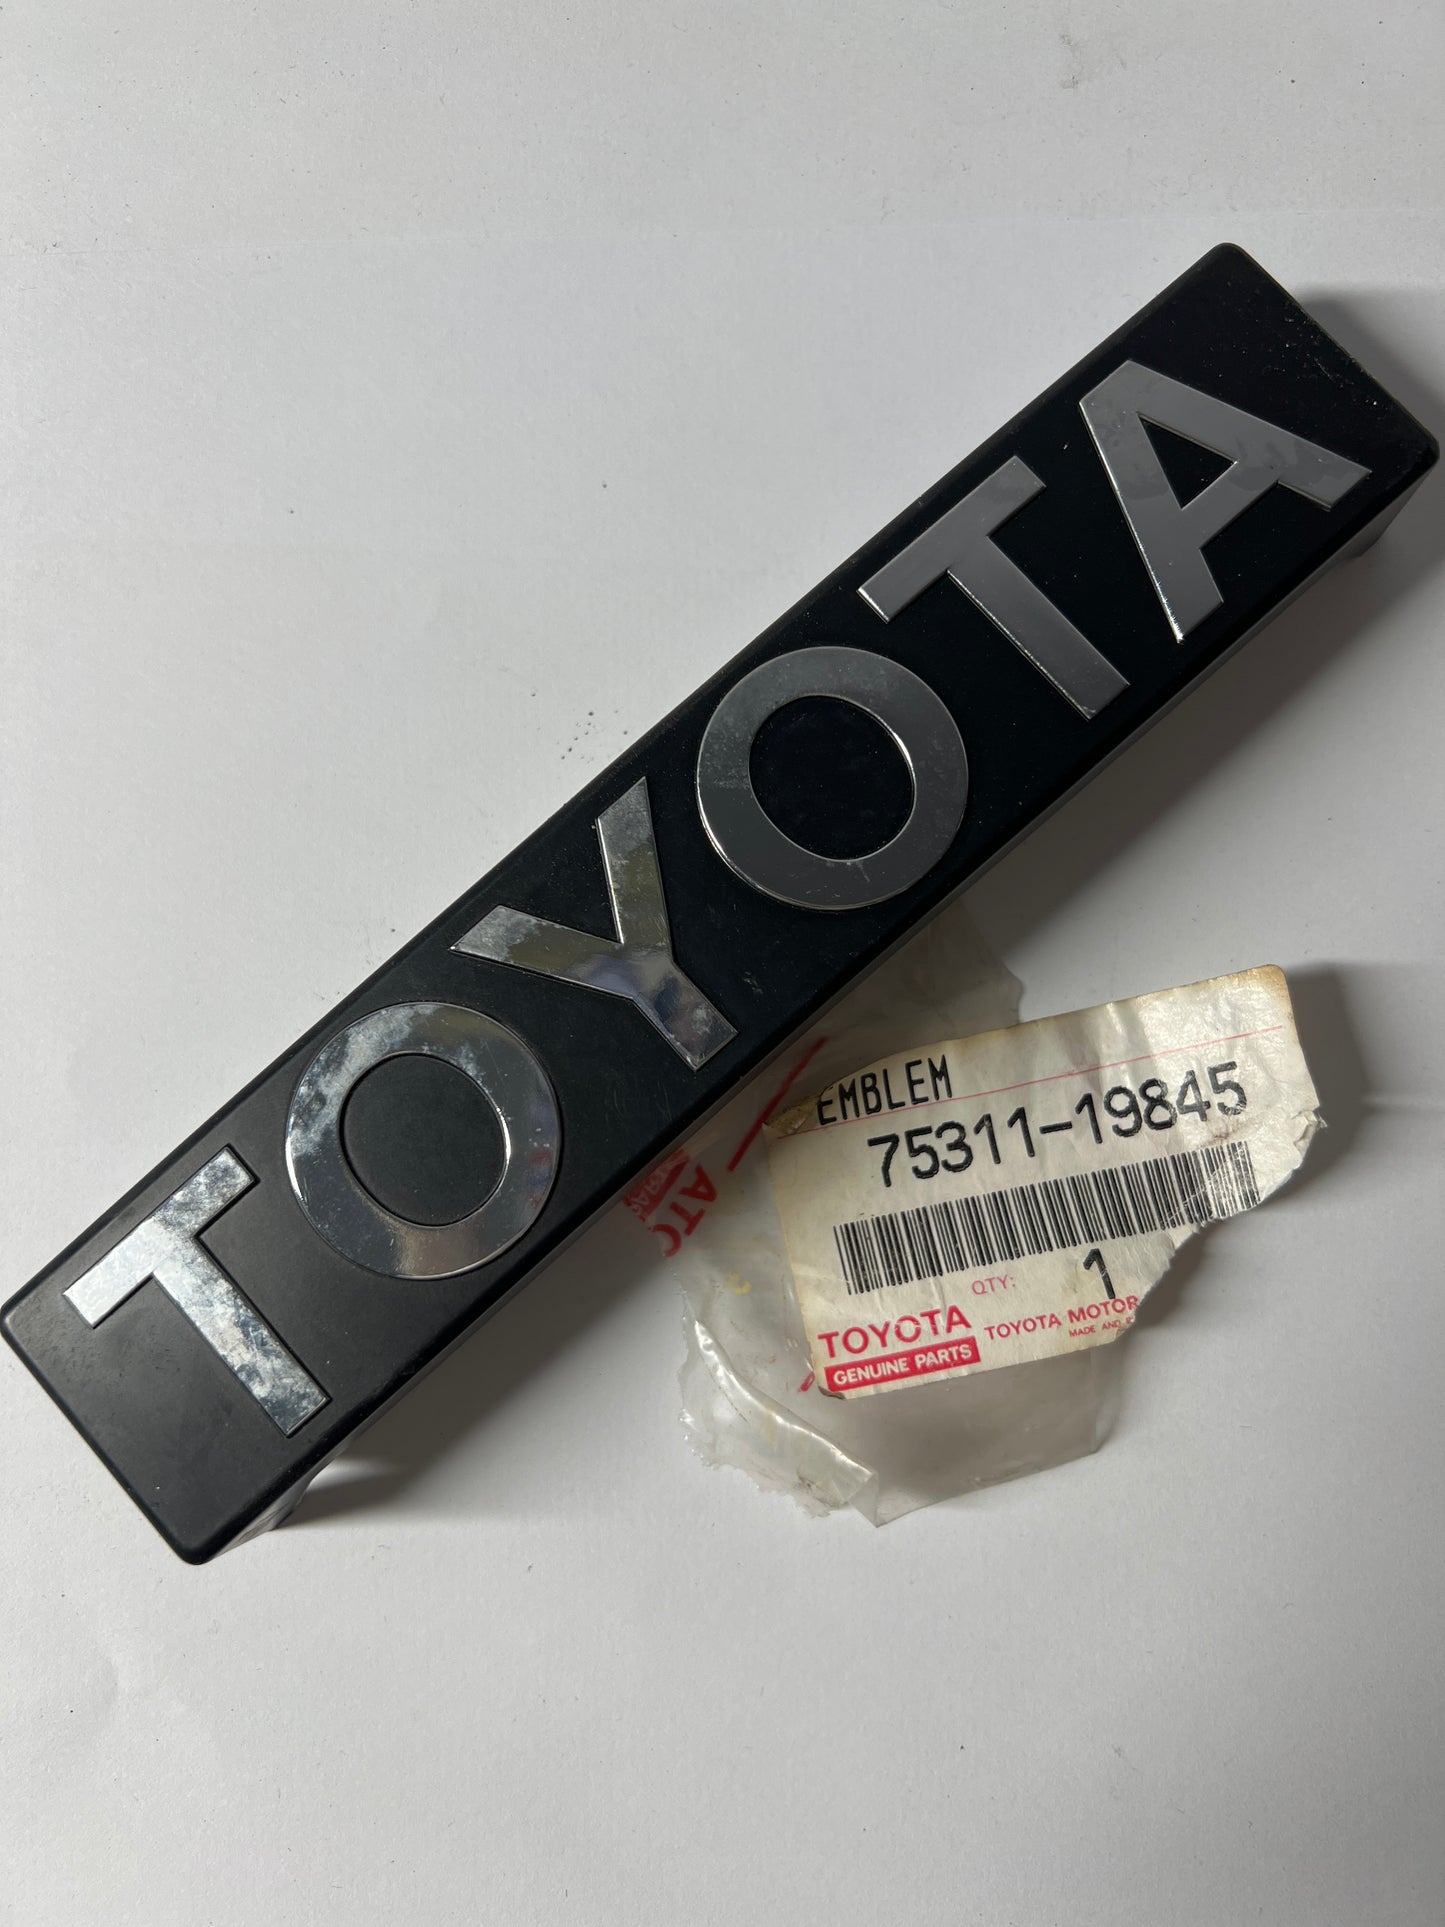 TOYOTA
EMBLEM
75311-19845
QTY: 1
TOYOTA
GENUINE PARTS
TOYOTA MOTOR
MADE AND